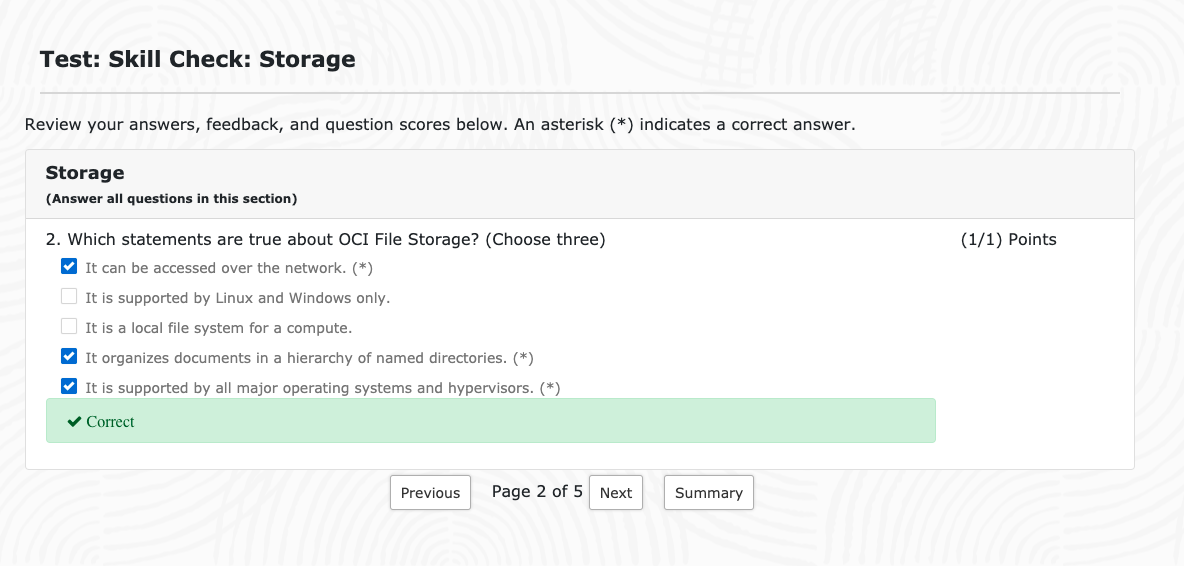 Test: Skill Check: Storage
Review your answers, feedback, and question scores below. An asterisk (*) indicates a correct answer.
Storage
(Answer all questions in this section)
2. Which statements are true about OCI File Storage? (Choose three) (1/1) Points
It can be accessed over the network. (*)
It is supported by Linux and Windows only.
It is a local file system for a compute.
It organizes documents in a hierarchy of named directories. (*)
It is supported by all major operating systems and hypervisors. (*)
Correct
Previous Page 2 of 5 Next Summary